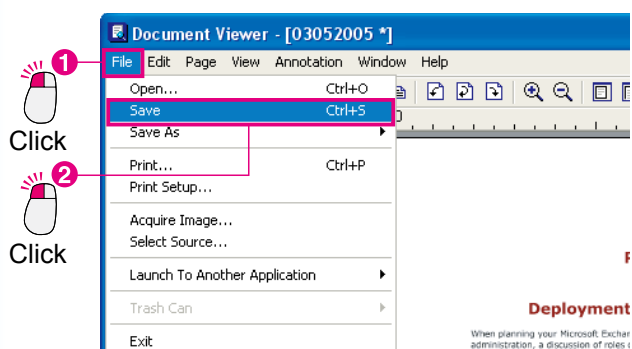 Document Viewer - [03052005 *]
1
File Edit Page View Annotation Window Help
Open... Ctrl+O
Save Ctrl+S
Click
Save As
2
Print... Ctrl+P
Print Setup...
Acquire Image...
Click
Select Source...
Launch To Another Application
Trash Can
Deployment
When planning your Microsoft Exchan
Exit
administration, a discussion of roles